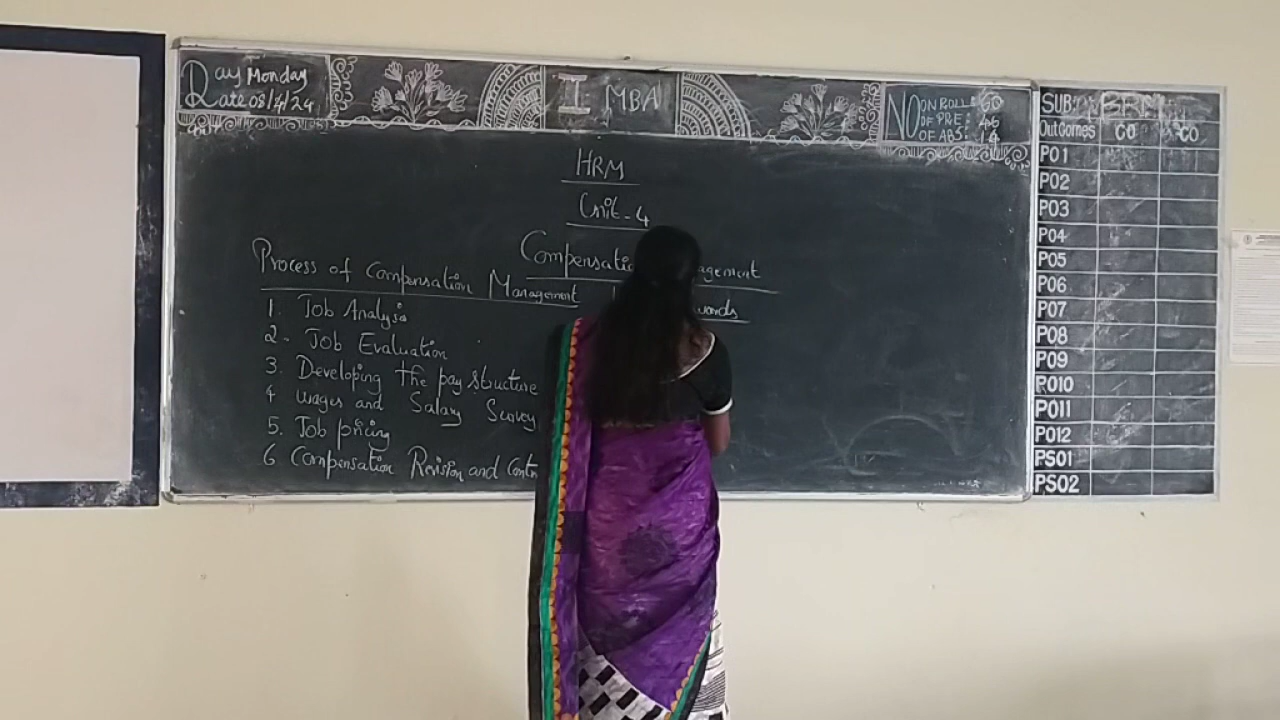 Day Monday
Date 08/4/24
I MBA
NO ON ROLL: 60
OF PRE: 46
OF ABS: 14
HRM
Unit - 4
Compensation
Process of Compensation Management
1. Job Analysis
2. Job Evaluation
3. Developing the pay structure
4 Wages and Salary Survey
5. Job pricing
6 Compensation Revision and
SUB:
Outcomes CO CO
PO1
PO2
PO3
PO4
PO5
PO6
PO7
PO8
PO9
PO10
PO11
PO12
PSO1
PSO2